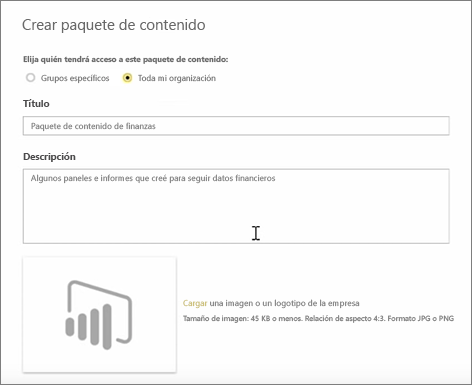 Crear paquete de contenido
Elija quién tendrá acceso a este paquete de contenido:
Grupos específicos Toda mi organización
Título
Paquete de contenido de finanzas
Descripción
Algunos paneles e informes que creé para seguir datos financieros
Cargar una imagen o un logotipo de la empresa
Tamaño de imagen: 45 KB o menos. Relación de aspecto 4:3. Formato JPG o PNG